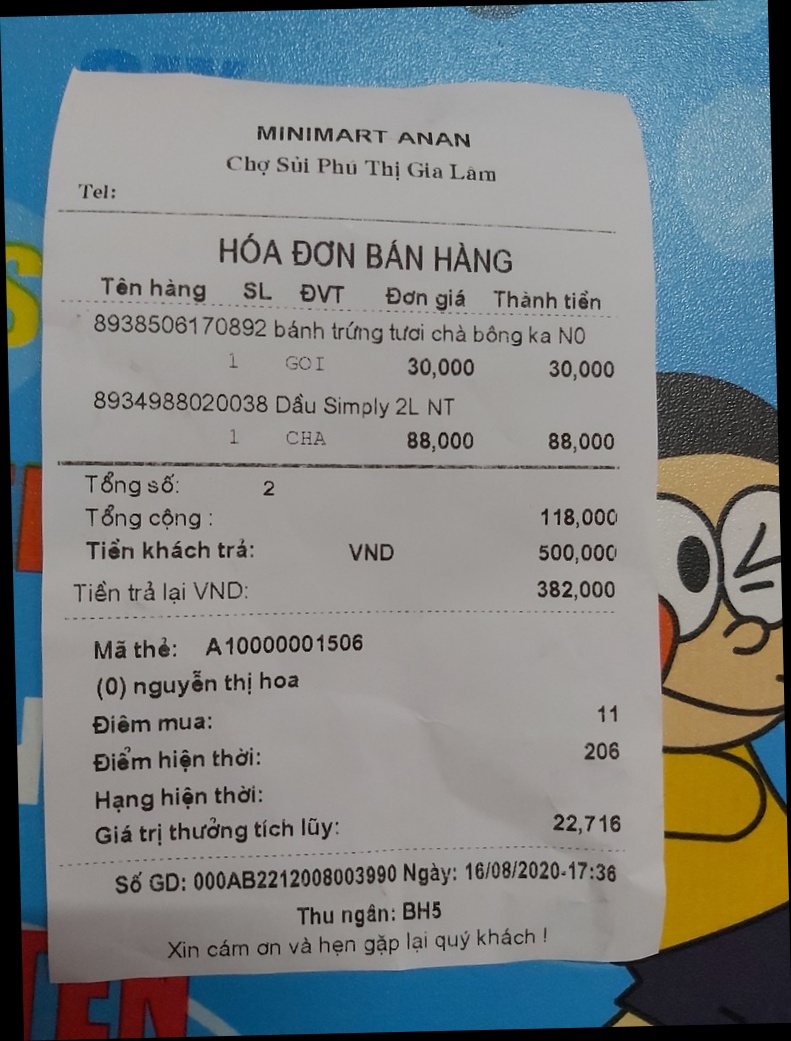 MINIMART ANAN
Chợ Sủi Phú Thị Gia Lâm
Tel:
HÓA ĐƠN BÁN HÀNG
Tên hàng SL ĐVT Đơn giá Thành tiền
8938506170892 bánh trứng tươi chà bông ka N0
1 GOI 30,000 30,000
8934988020038 Dầu Simply 2L NT
1 CHA 88,000 88,000
Tổng số: 2
Tổng cộng : 118,000
Tiền khách trả: VND 500,000
Tiền trả lại VND: 382,000
Mã thẻ: A10000001506
(0) nguyễn thị hoa
Điêm mua: 11
Điểm hiện thời: 206
Hạng hiện thời:
Giá trị thưởng tích lũy: 22,716
Số GD: 000AB2212008003990 Ngày: 16/08/2020-17:36
Thu ngân: BH5
Xin cám ơn và hẹn gặp lại quý khách !